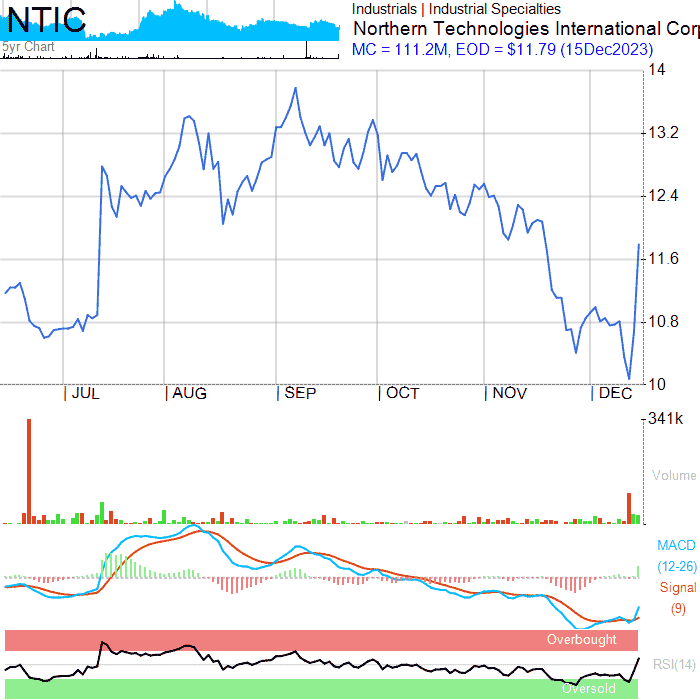 NTIC
5yr Chart
Industrials | Industrial Specialties
Northern Technologies International Corp
MC = 111.2M, EOD = $11.79 (15Dec2023)
14
13.2
12.4
11.6
10.8
10
| JUL | AUG | SEP | OCT | NOV | DEC
341k
Volume
MACD
(12-26)
Signal
(9)
Overbought
RSI(14)
Oversold